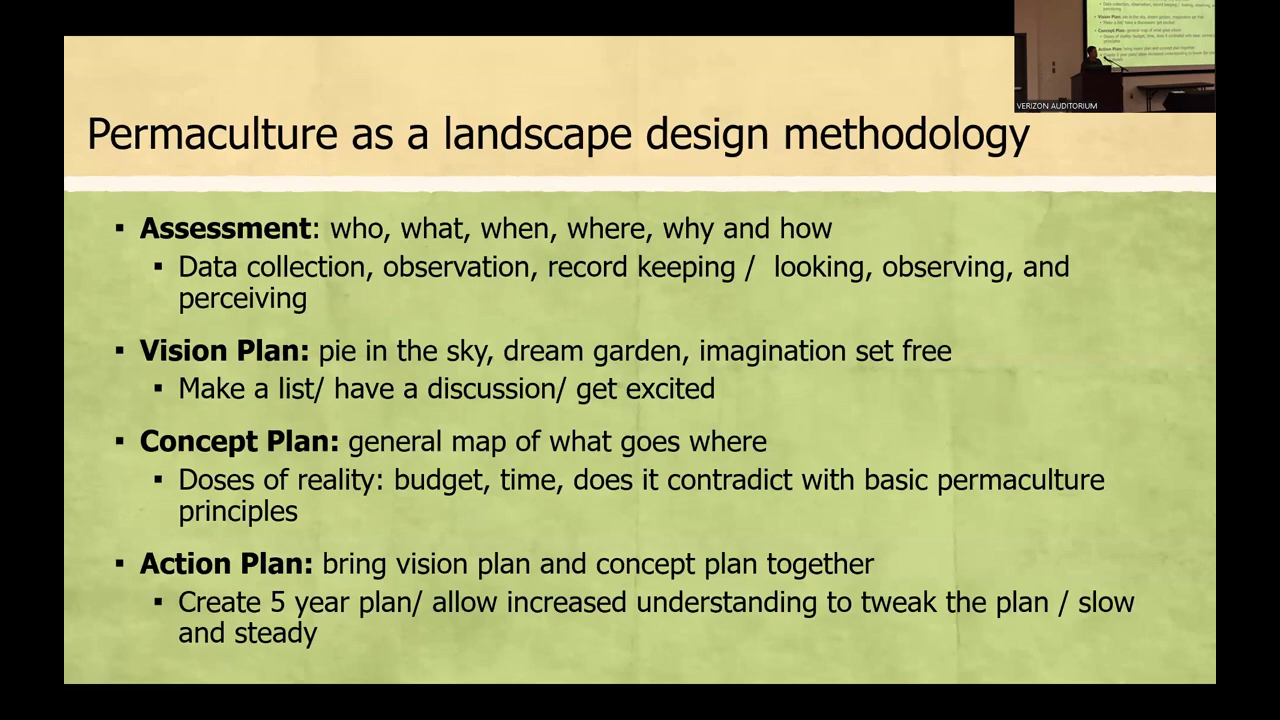 Permaculture as a landscape design methodology
VERIZON AUDITORIUM
▪ Assessment: who, what, when, where, why and how
▪ Data collection, observation, record keeping /  looking, observing, and
perceiving
▪ Vision Plan: pie in the sky, dream garden, imagination set free
▪ Make a list/ have a discussion/ get excited
▪ Concept Plan: general map of what goes where
▪ Doses of reality: budget, time, does it contradict with basic permaculture
principles
▪ Action Plan: bring vision plan and concept plan together
▪ Create 5 year plan/ allow increased understanding to tweak the plan / slow
and steady